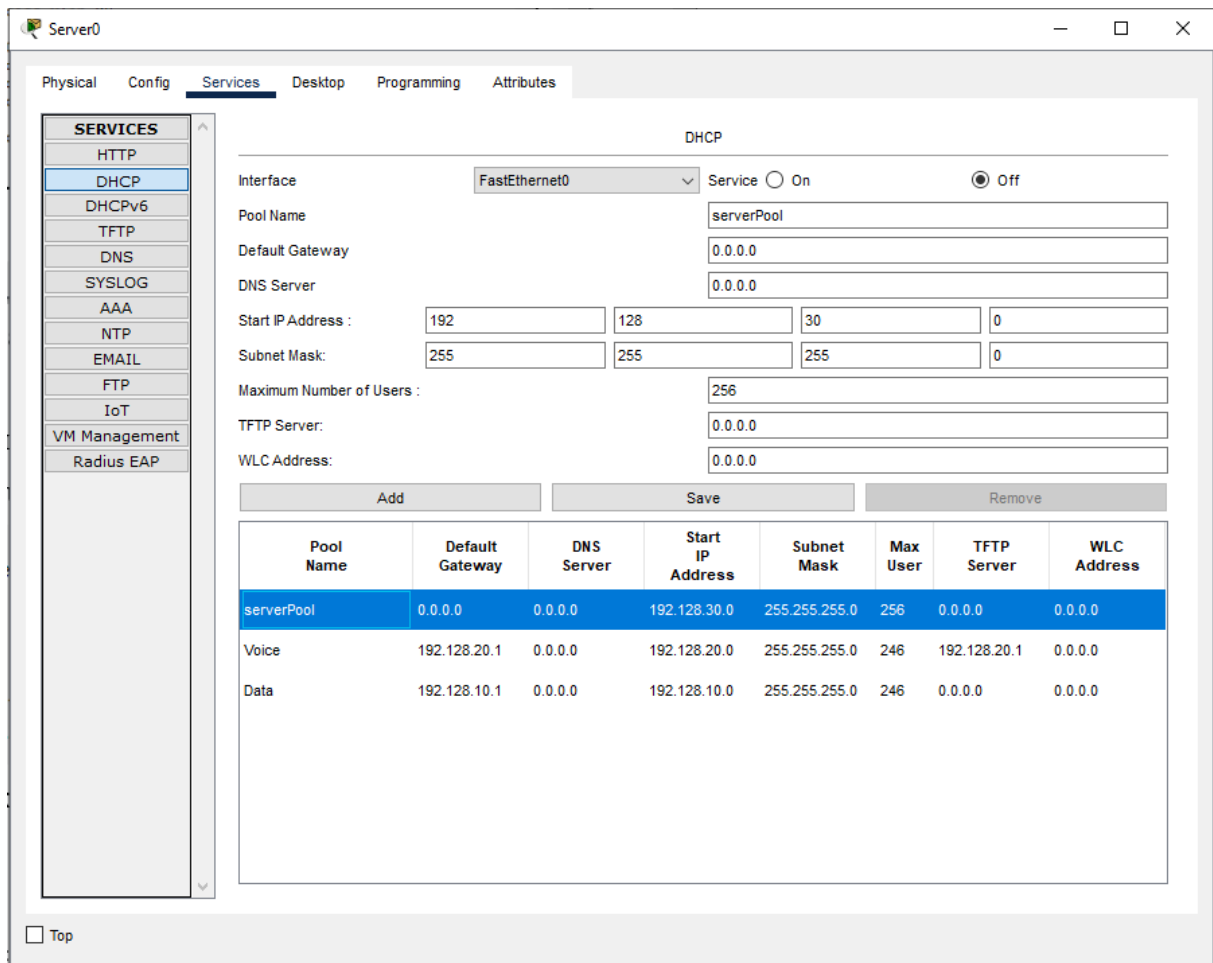 Server0
Physical Config Services Desktop Programming Attributes
SERVICES
HTTP
DHCP
DHCPv6
TFTP
DNS
SYSLOG
AAA
NTP
EMAIL
FTP
IoT
VM Management
Radius EAP
DHCP
Interface FastEthernet0 Service On Off
Pool Name serverPool
Default Gateway 0.0.0.0
DNS Server 0.0.0.0
Start IP Address : 192 128 30 0
Subnet Mask: 255 255 255 0
Maximum Number of Users : 256
TFTP Server: 0.0.0.0
WLC Address: 0.0.0.0
Add Save Remove
Pool Name Default Gateway DNS Server Start IP Address Subnet Mask Max User TFTP Server WLC Address
serverPool 0.0.0.0 0.0.0.0 192.128.30.0 255.255.255.0 256 0.0.0.0 0.0.0.0
Voice 192.128.20.1 0.0.0.0 192.128.20.0 255.255.255.0 246 192.128.20.1 0.0.0.0
Data 192.128.10.1 0.0.0.0 192.128.10.0 255.255.255.0 246 0.0.0.0 0.0.0.0
Top